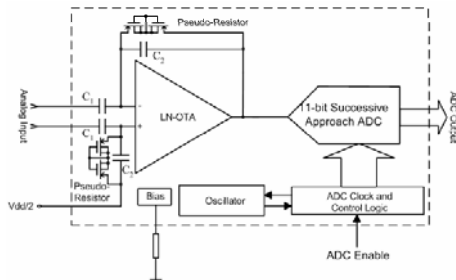 Pseudo-Resistor
C2
C1
Analog Input
C1
LN-OTA
-
+
C2
Pseudo-
Resistor
Vdd/2
11-bit Successive
Approach ADC
ADC Output
Bias
Oscillator
ADC Clock and
Control Logic
ADC Enable